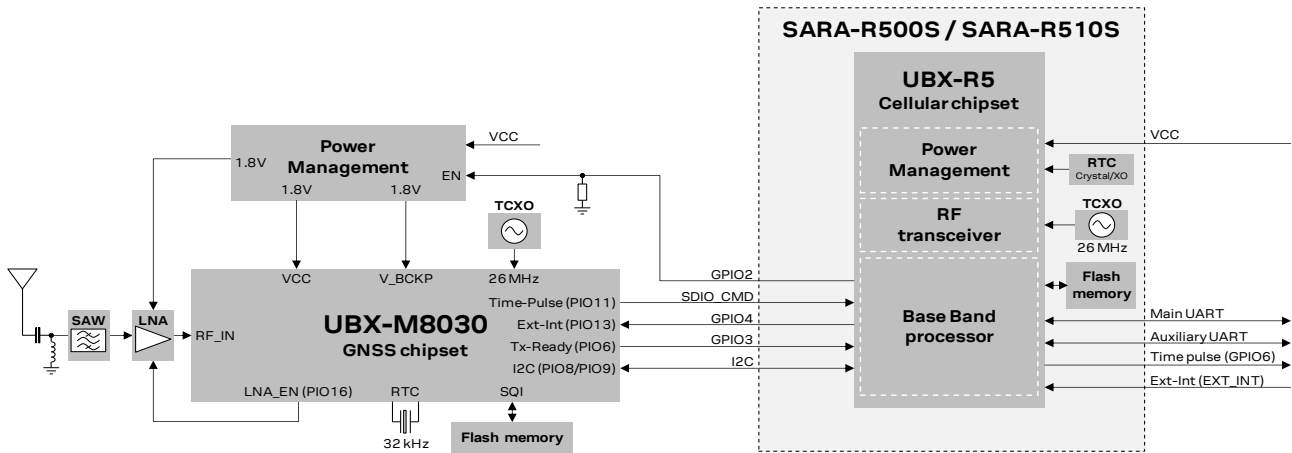 SARA-R500S / SARA-R510S
UBX-R5
Cellular chipset
Power
Management
VCC
1.8V
EN
1.8V
1.8V
Power
Management
VCC
RTC
Crystal/XO
RF
transceiver
TCXO
26 MHz
TCXO
VCC
V_BCKP
26 MHz
GPIO2
Flash
memory
Time-Pulse (PIO11)
SDIO_CMD
UBX-M8030
GNSS chipset
Ext-Int (PIO13)
GPIO4
Base Band
processor
Main UART
SAW
LNA
RF_IN
Tx-Ready (PIO6)
GPIO3
Auxiliary UART
I2C (PIO8/PIO9)
I2C
Time pulse (GPIO6)
LNA_EN (PIO16)
RTC
SQI
Ext-Int (EXT_INT)
32 kHz
Flash memory